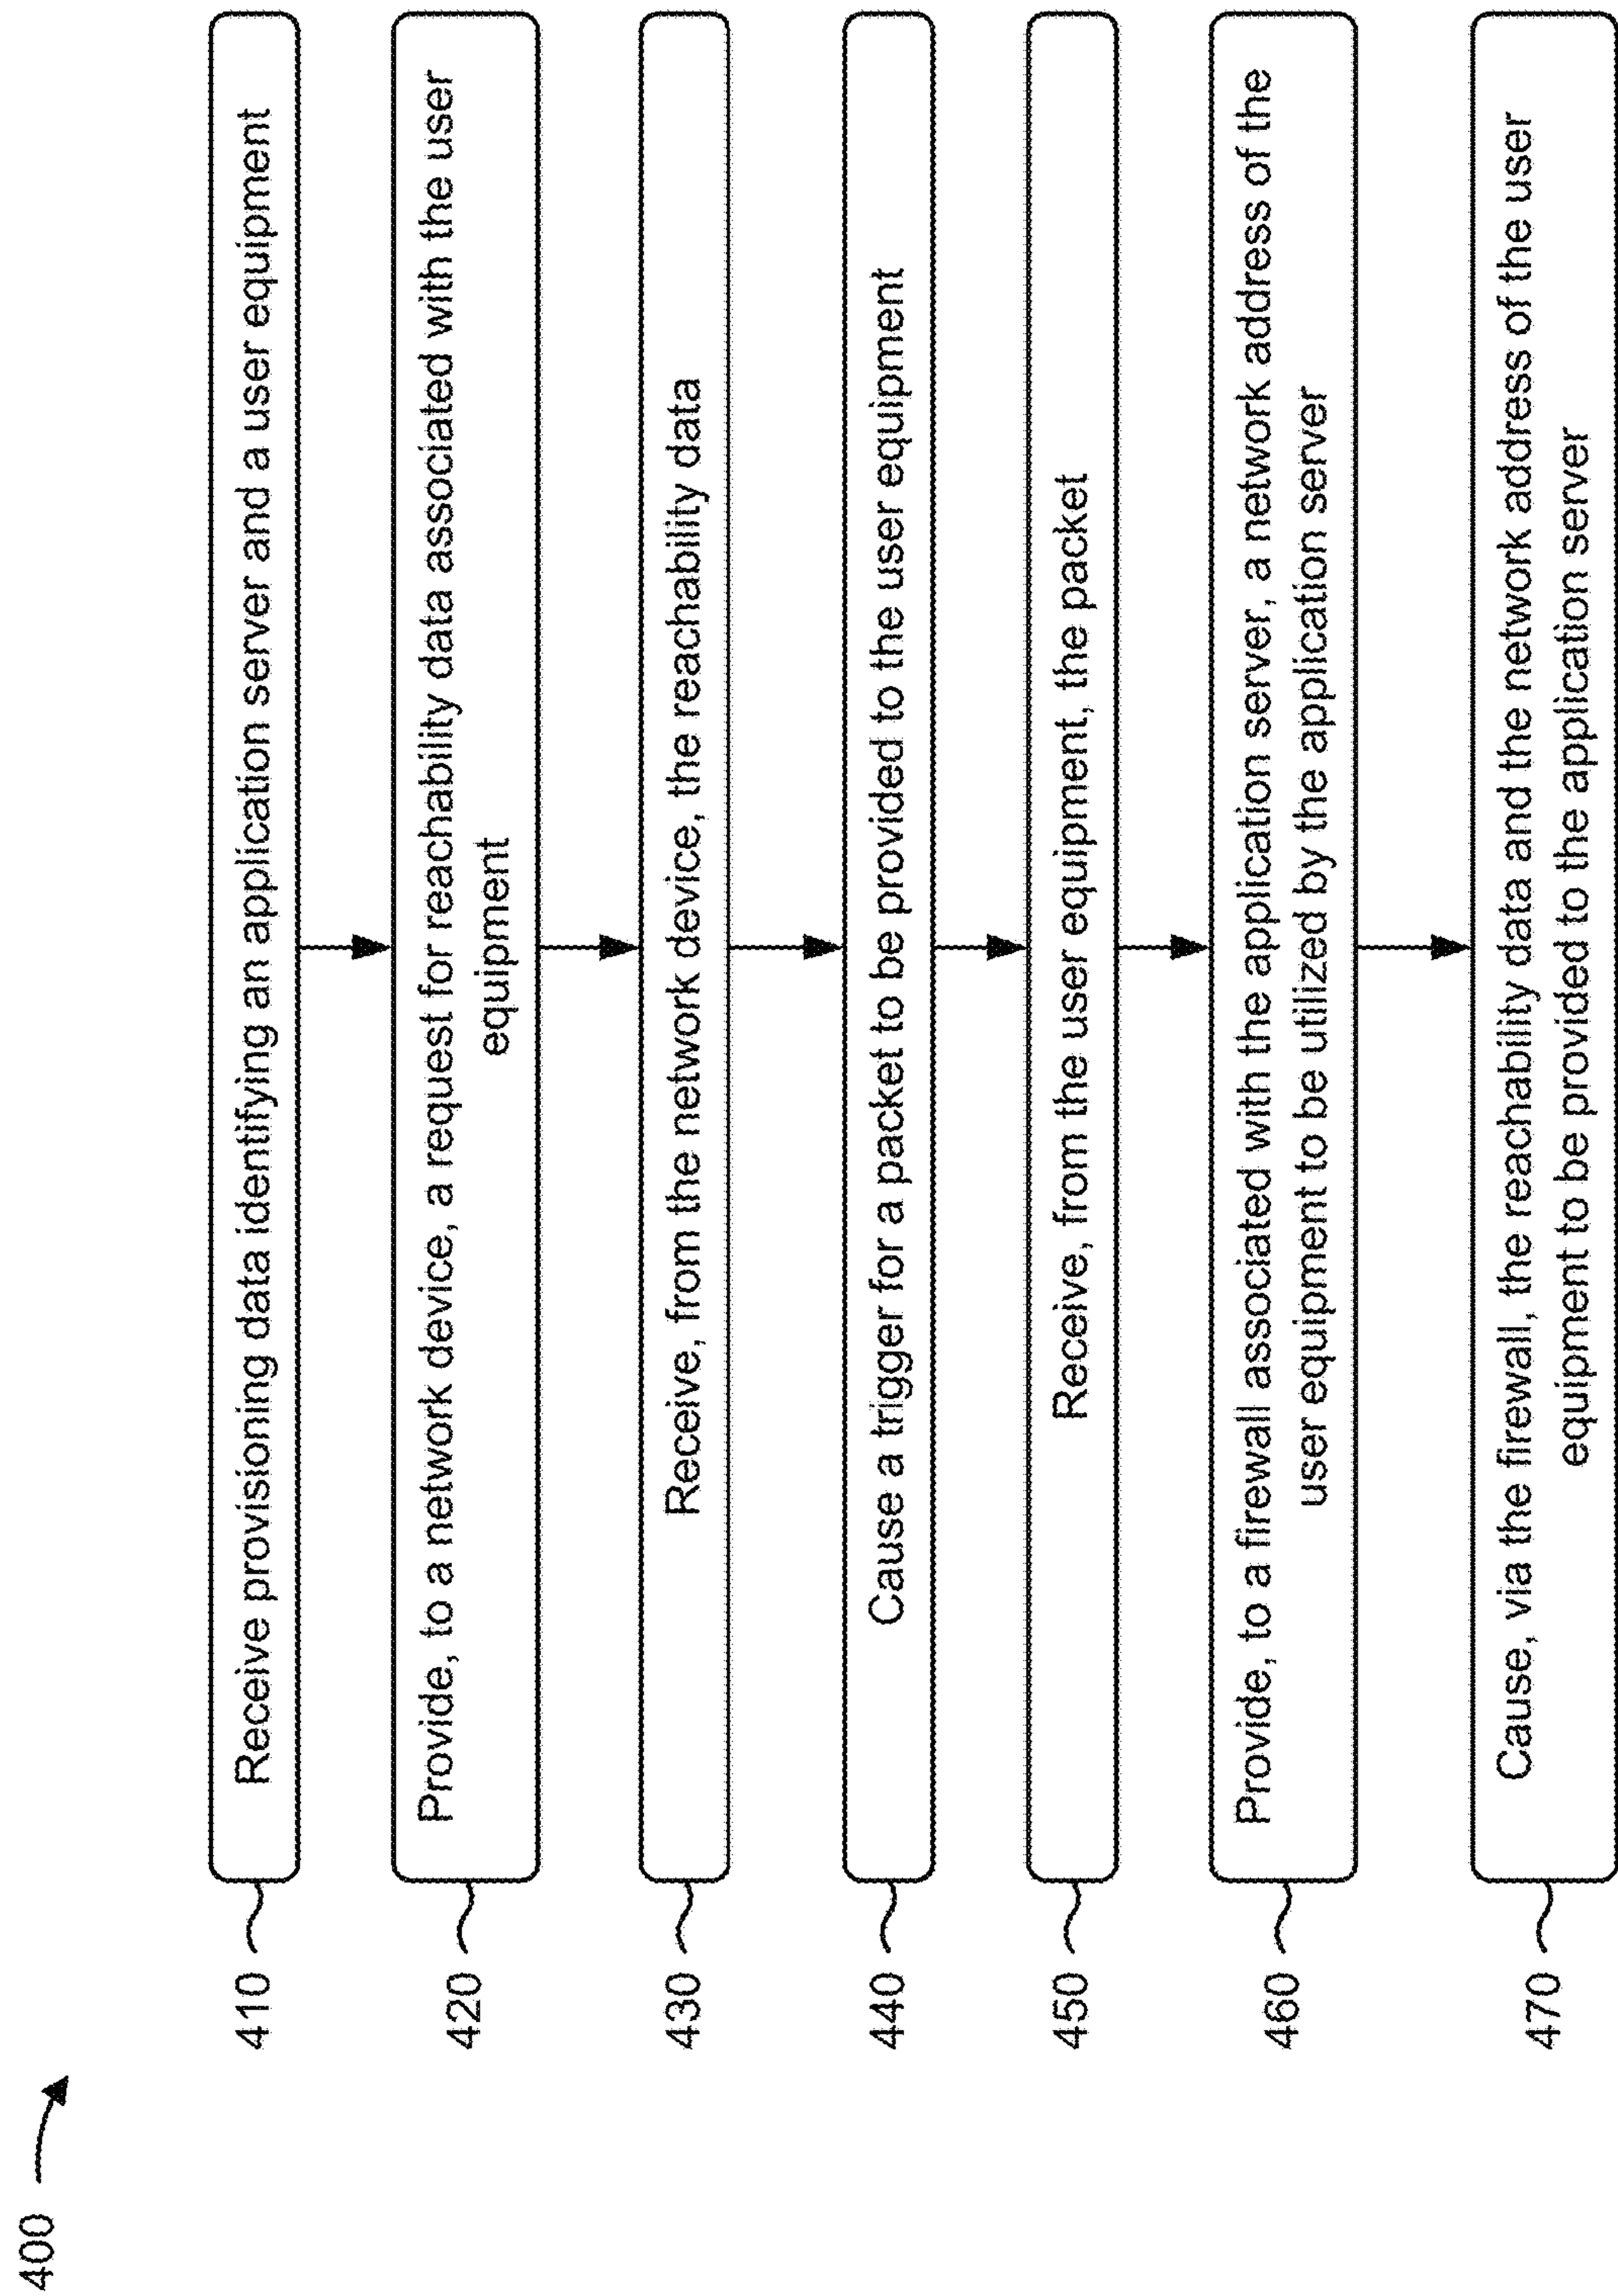 400
410
Receive provisioning data identifying an application server and a user equipment
420
Provide, to a network device, a request for reachability data associated with the user
equipment
430
Receive, from the network device, the reachability data
440
Cause a trigger for a packet to be provided to the user equipment
450
Receive, from the user equipment, the packet
460
Provide, to a firewall associated with the application server, a network address of the
user equipment to be utilized by the application server
470
Cause, via the firewall, the reachability data and the network address of the user
equipment to be provided to the application server